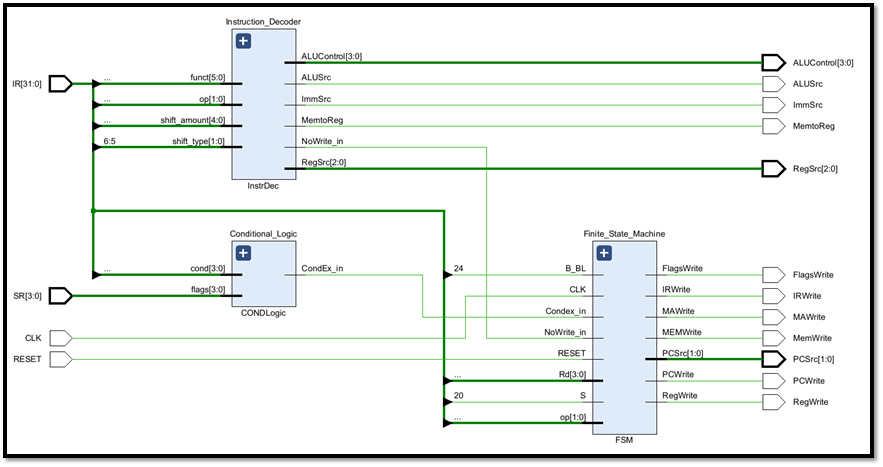 Instruction_Decoder
ALUControl[3:0]
ALUControl[3:0]
IR[31:0]
...
funct[5:0]
ALUSrc
ALUSrc
...
op[1:0]
ImmSrc
ImmSrc
...
shift_amount[4:0]
MemtoReg
MemtoReg
6:5
shift_type[1:0]
NoWrite_in
RegSrc[2:0]
RegSrc[2:0]
InstrDec
Conditional_Logic
Finite_State_Machine
...
cond[3:0]
CondEx_in
24
B_BL
FlagsWrite
FlagsWrite
SR[3:0]
flags[3:0]
CLK
IRWrite
IRWrite
CONDLogic
Condex_in
MAWrite
MAWrite
CLK
NoWrite_in
MEMWrite
MemWrite
RESET
RESET
PCSrc[1:0]
PCSrc[1:0]
...
Rd[3:0]
PCWrite
PCWrite
20
S
RegWrite
RegWrite
...
op[1:0]
FSM